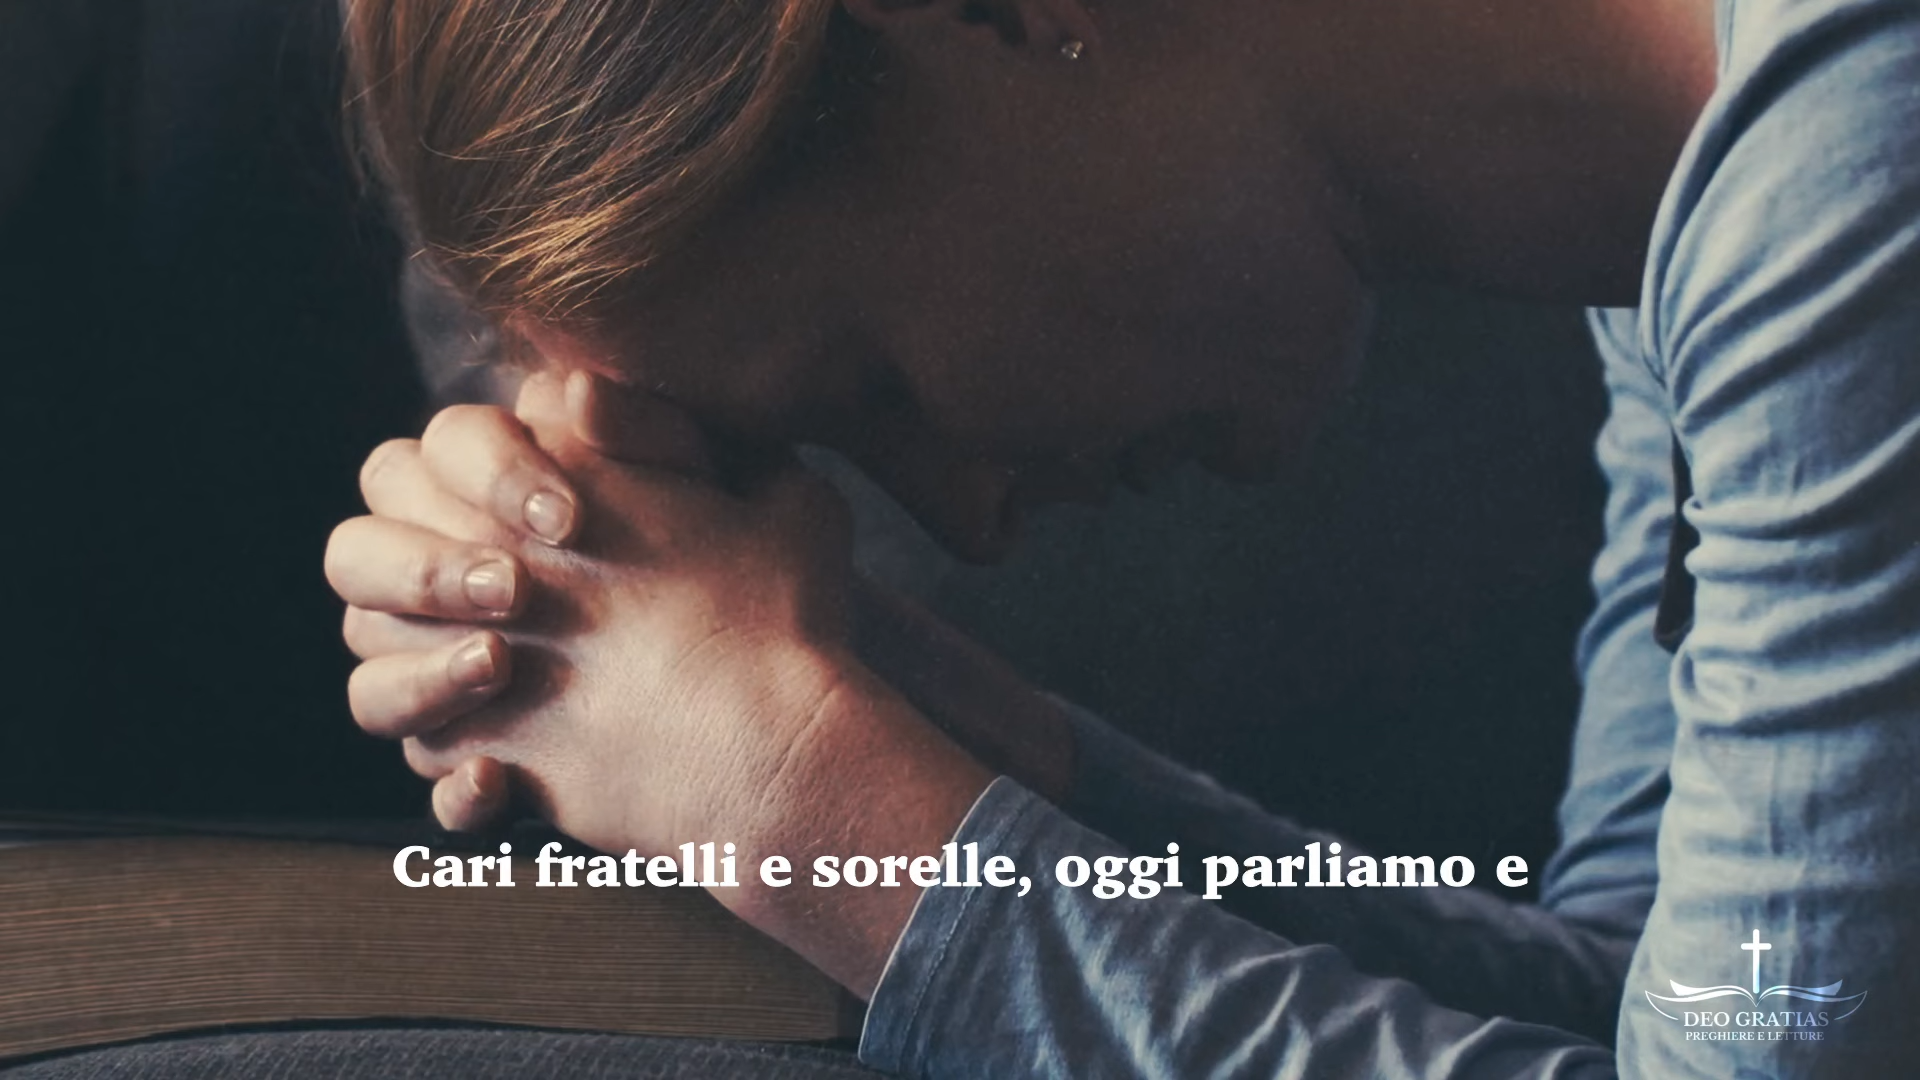 Cari fratelli e sorelle, oggi parliamo e
DEO GRATIAS
PREGHIERE E LETTURE